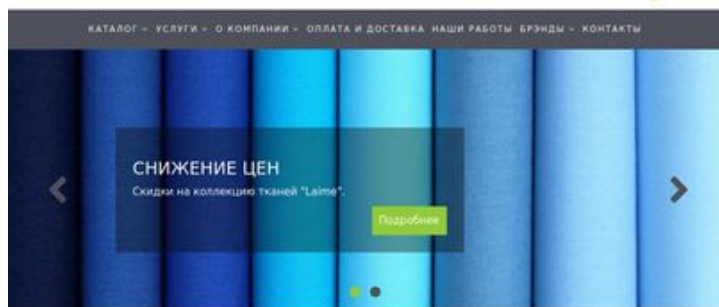 КАТАЛОГ УСЛУГИ О КОМПАНИИ ОПЛАТА И ДОСТАВКА НАШИ РАБОТЫ БРЭНДЫ КОНТАКТЫ
СНИЖЕНИЕ ЦЕН
Скидки на коллекцию тканей "Laime".
Подробнее